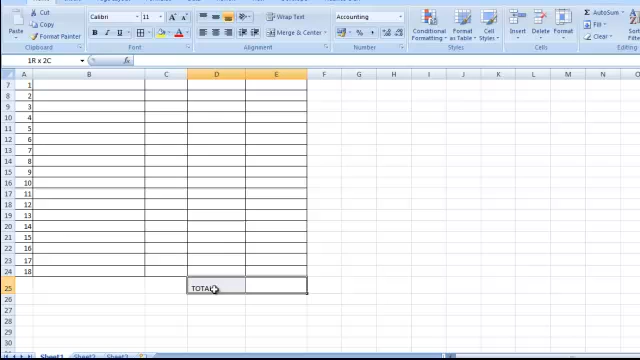 Cut
Copy
Paste
Format Painter
Clipboard
Calibri 11
B I U
Font
Wrap Text
Merge & Center
Alignment
Accounting
$ % ,
Number
Conditional Formatting
Format as Table
Cell Styles
Styles
Insert Delete Format
Cells
Σ AutoSum
Fill
Clear
1R x 2C fx
A B C D E F G H I J K L M N O
7 1
8 2
9 3
10 4
11 5
12 6
13 7
14 8
15 9
16 10
17 11
18 12
19 13
20 14
21 15
22 16
23 17
24 18
25 TOTAL
26
27
28
29
30
Sheet1 Sheet2 Sheet3